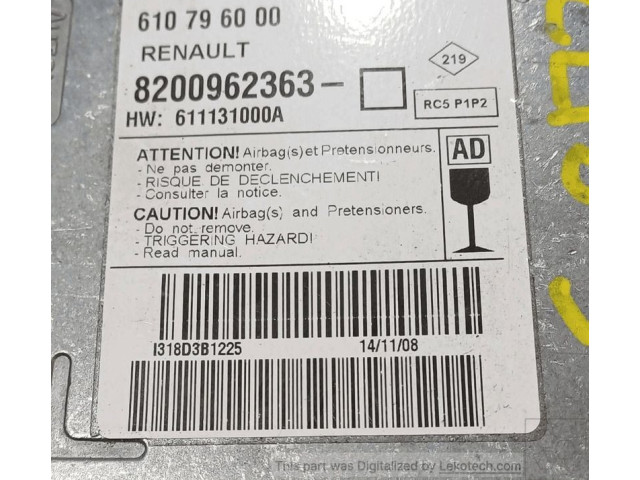 610 79 60 00
RENAULT
219
8200962363-
RC5 P1P2
HW: 611131000A
ATTENTION! Airbag(s) et Pretensionneurs.
- Ne pas demonter.
- RISQUE DE DECLENCHEMENT!
- Consulter la notice.
AD
CAUTION! Airbag(s) and Pretensioners.
- Do not remove.
- TRIGGERING HAZARD!
- Read manual.
I318D3B1225
14/11/08
This part was Digitalized by Lekotech.com